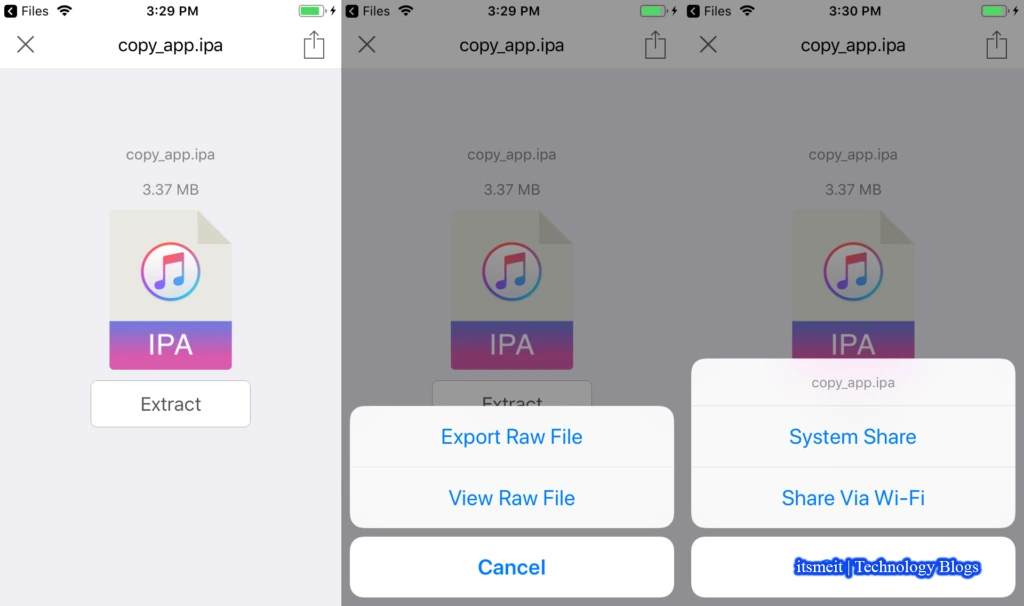 Files
3:29 PM
copy_app.ipa
copy_app.ipa
3.37 MB
IPA
Extract
Files
3:29 PM
copy_app.ipa
copy_app.ipa
3.37 MB
IPA
Extract
Export Raw File
View Raw File
Cancel
Files
3:30 PM
copy_app.ipa
copy_app.ipa
3.37 MB
IPA
copy_app.ipa
System Share
Share Via Wi-Fi
itsmeit | Technology Blogs